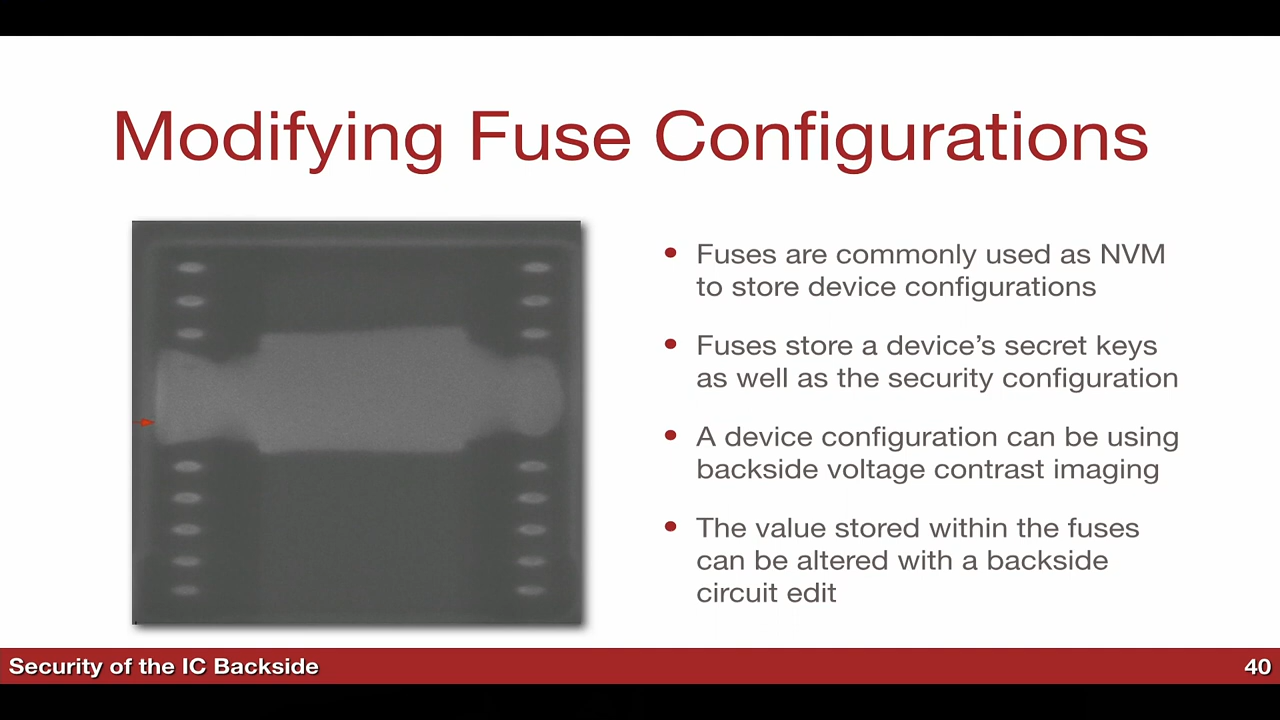 Modifying Fuse Configurations
• Fuses are commonly used as NVM
to store device configurations
• Fuses store a device's secret keys
as well as the security configuration
• A device configuration can be using
backside voltage contrast imaging
• The value stored within the fuses
can be altered with a backside
circuit edit
Security of the IC Backside
40